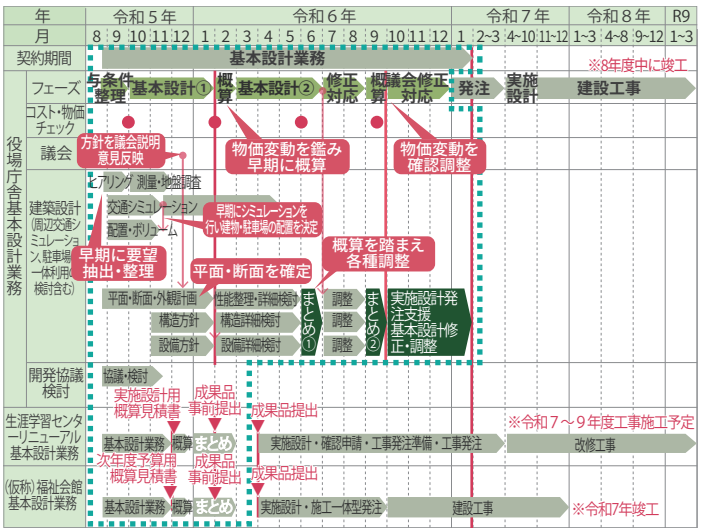 年 令和5年 令和6年 令和7年 令和8年 R9
月 8 9 10 11 12 1 2 3 4 5 6 7 8 9 10 11 12 1 2~3 4~10 11~12 1~3 4~8 9~12 1~3
契約期間 基本設計業務
※8年度中に竣工
役場庁舎基本設計業務
フェーズ
与条件
整理
基本設計①
概算
基本設計②
修正
対応
概算
議会修正
対応
発注
実施
設計
建設工事
コスト・物価
チェック
議会
方針を議会説明
意見反映
物価変動を鑑み
早期に概算
物価変動を
確認調整
建築設計
(周辺交通シ
ミュレーショ
ン、駐車場の
一体利用の
検討含む)
ヒアリング 測量・地盤調査
交通シミュレーション
配置・ボリューム
早期にシミュレーションを
行い建物・駐車場の配置を決定
早期に要望
抽出・整理
平面・断面を確定
概算を踏まえ
各種調整
平面・断面・外観計画 性能整理・詳細検討 調整
構造方針 構造詳細検討 調整
設備方針 設備詳細検討 調整
まとめ①
まとめ②
実施設計発
注支援
基本設計修
正・調整
開発協議
検討
協議・検討
実施設計用
概算見積書
成果品
事前提出
成果品提出
生涯学習センタ
ーリニューアル
基本設計業務
※令和7～9年度工事施工予定
基本設計業務 概算 まとめ 実施設計・確認申請・工事発注準備・工事発注 改修工事
次年度予算用
概算見積書
成果品
事前提出
成果品提出
(仮称)福祉会館
基本設計業務
基本設計業務 概算 まとめ 実施設計・施工一体型発注 建設工事 ※令和7年竣工